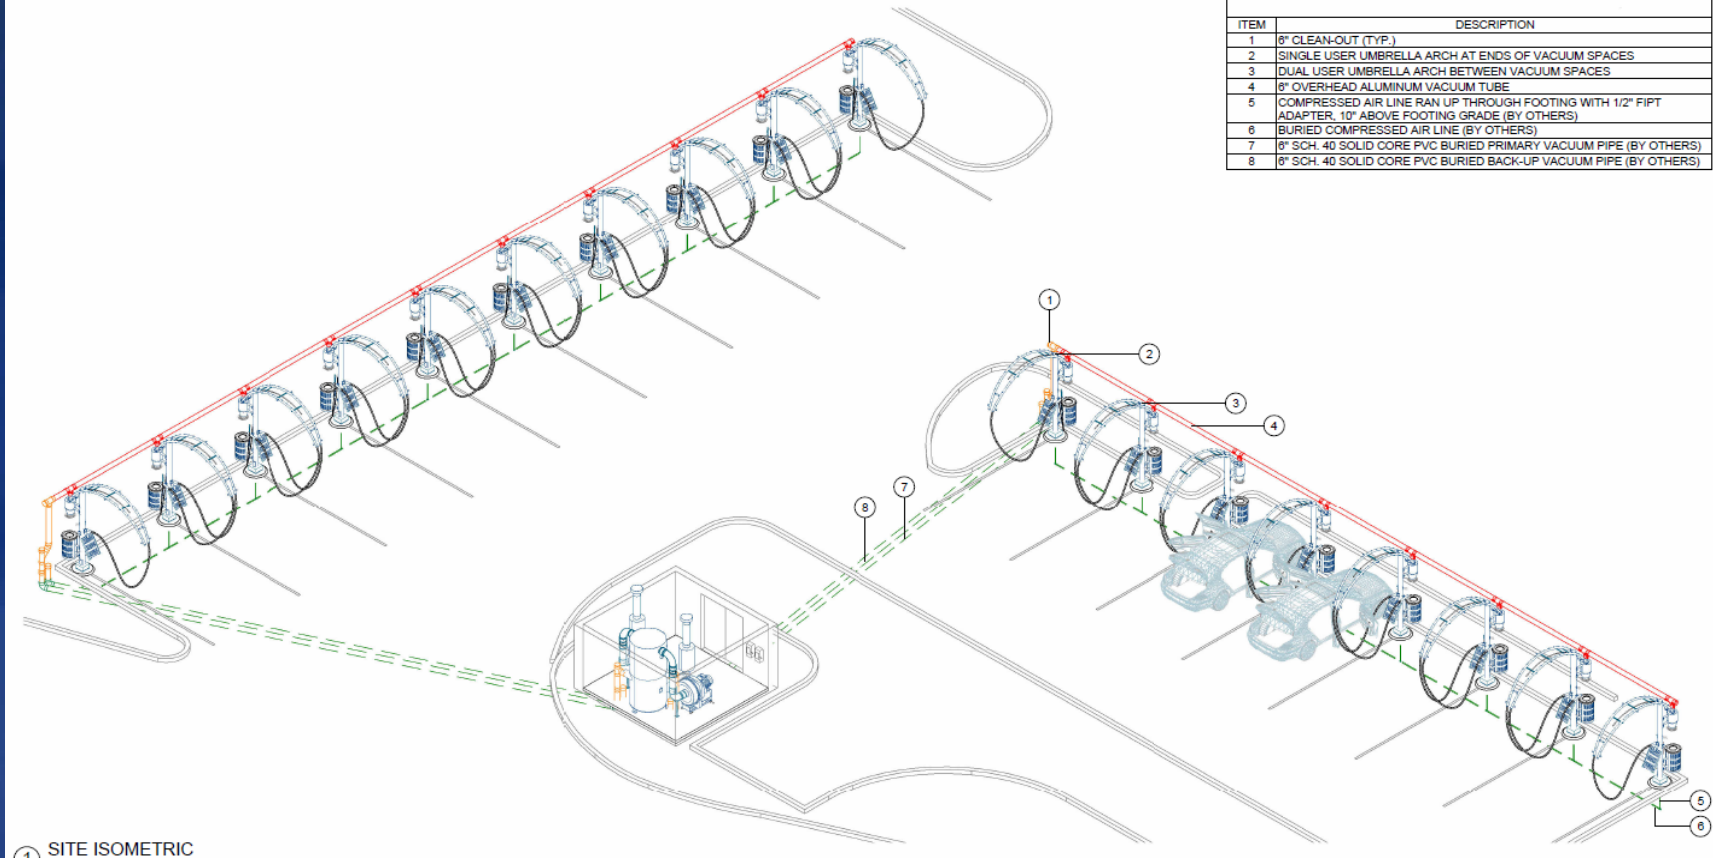 ITEM DESCRIPTION
1 6" CLEAN-OUT (TYP.)
2 SINGLE USER UMBRELLA ARCH AT ENDS OF VACUUM SPACES
3 DUAL USER UMBRELLA ARCH BETWEEN VACUUM SPACES
4 6" OVERHEAD ALUMINUM VACUUM TUBE
5 COMPRESSED AIR LINE RAN UP THROUGH FOOTING WITH 1/2" FIPT
ADAPTER, 10" ABOVE FOOTING GRADE (BY OTHERS)
6 BURIED COMPRESSED AIR LINE (BY OTHERS)
7 6" SCH. 40 SOLID CORE PVC BURIED PRIMARY VACUUM PIPE (BY OTHERS)
8 6" SCH. 40 SOLID CORE PVC BURIED BACK-UP VACUUM PIPE (BY OTHERS)
1
2
3
4
7
8
5
6
1 SITE ISOMETRIC